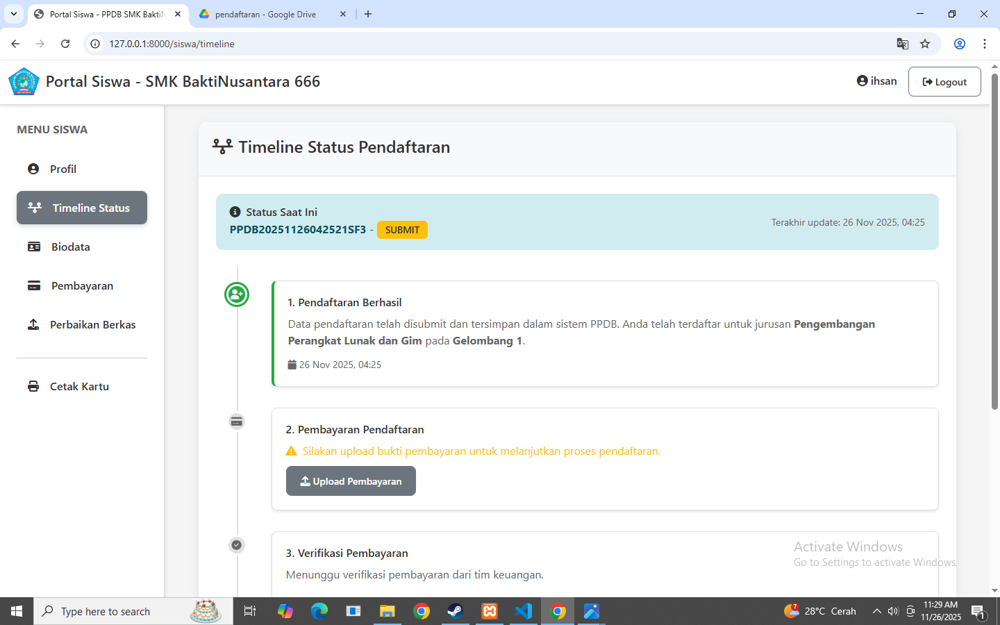 Portal Siswa - PPDB SMK BaktiN
pendaftaran - Google Drive
127.0.0.1:8000/siswa/timeline
Portal Siswa - SMK BaktiNusantara 666
ihsan
Logout
MENU SISWA
Profil
Timeline Status
Biodata
Pembayaran
Perbaikan Berkas
Cetak Kartu
Timeline Status Pendaftaran
Status Saat Ini
PPDB20251126042521SF3 - SUBMIT
Terakhir update: 26 Nov 2025, 04:25
1. Pendaftaran Berhasil
Data pendaftaran telah disubmit dan tersimpan dalam sistem PPDB. Anda telah terdaftar untuk jurusan Pengembangan
Perangkat Lunak dan Gim pada Gelombang 1.
26 Nov 2025, 04:25
2. Pembayaran Pendaftaran
Silakan upload bukti pembayaran untuk melanjutkan proses pendaftaran.
Upload Pembayaran
3. Verifikasi Pembayaran
Menunggu verifikasi pembayaran dari tim keuangan.
Activate Windows
Go to Settings to activate Windows.
Type here to search
7
28°C Cerah
11:29 AM
11/26/2025
1